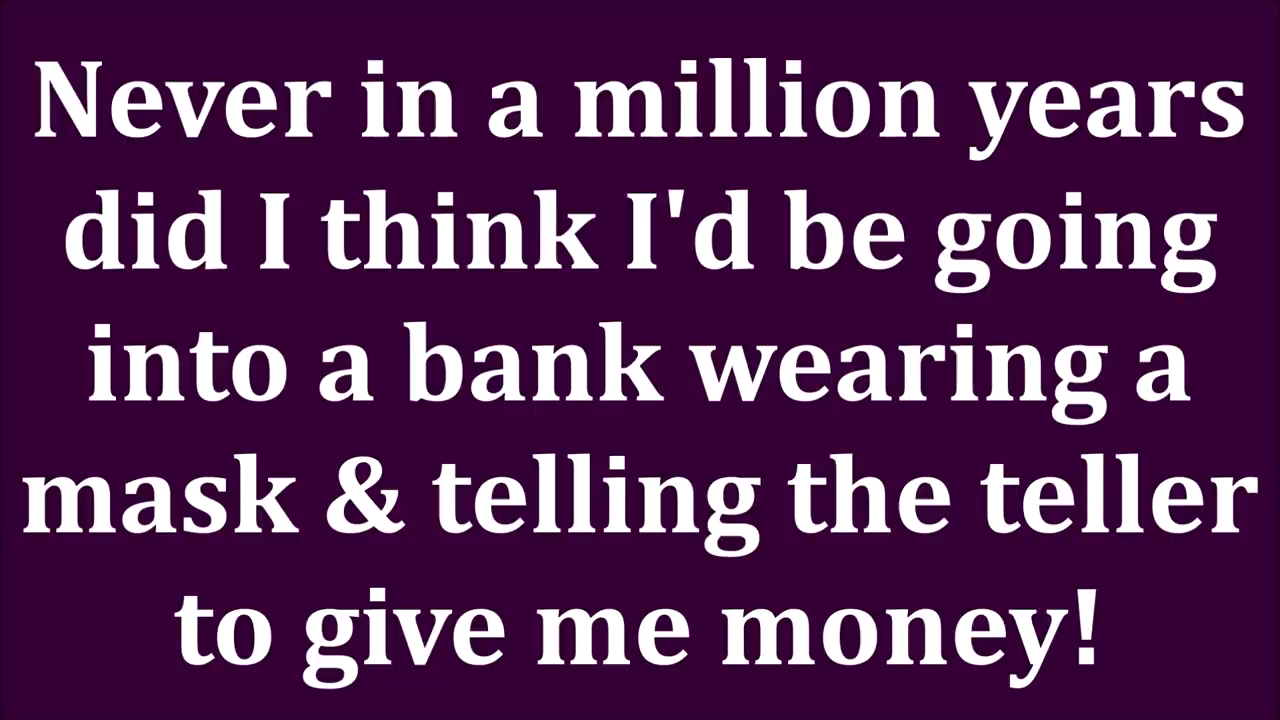 Never in a million years
did I think I'd be going
into a bank wearing a
mask & telling the teller
to give me money!